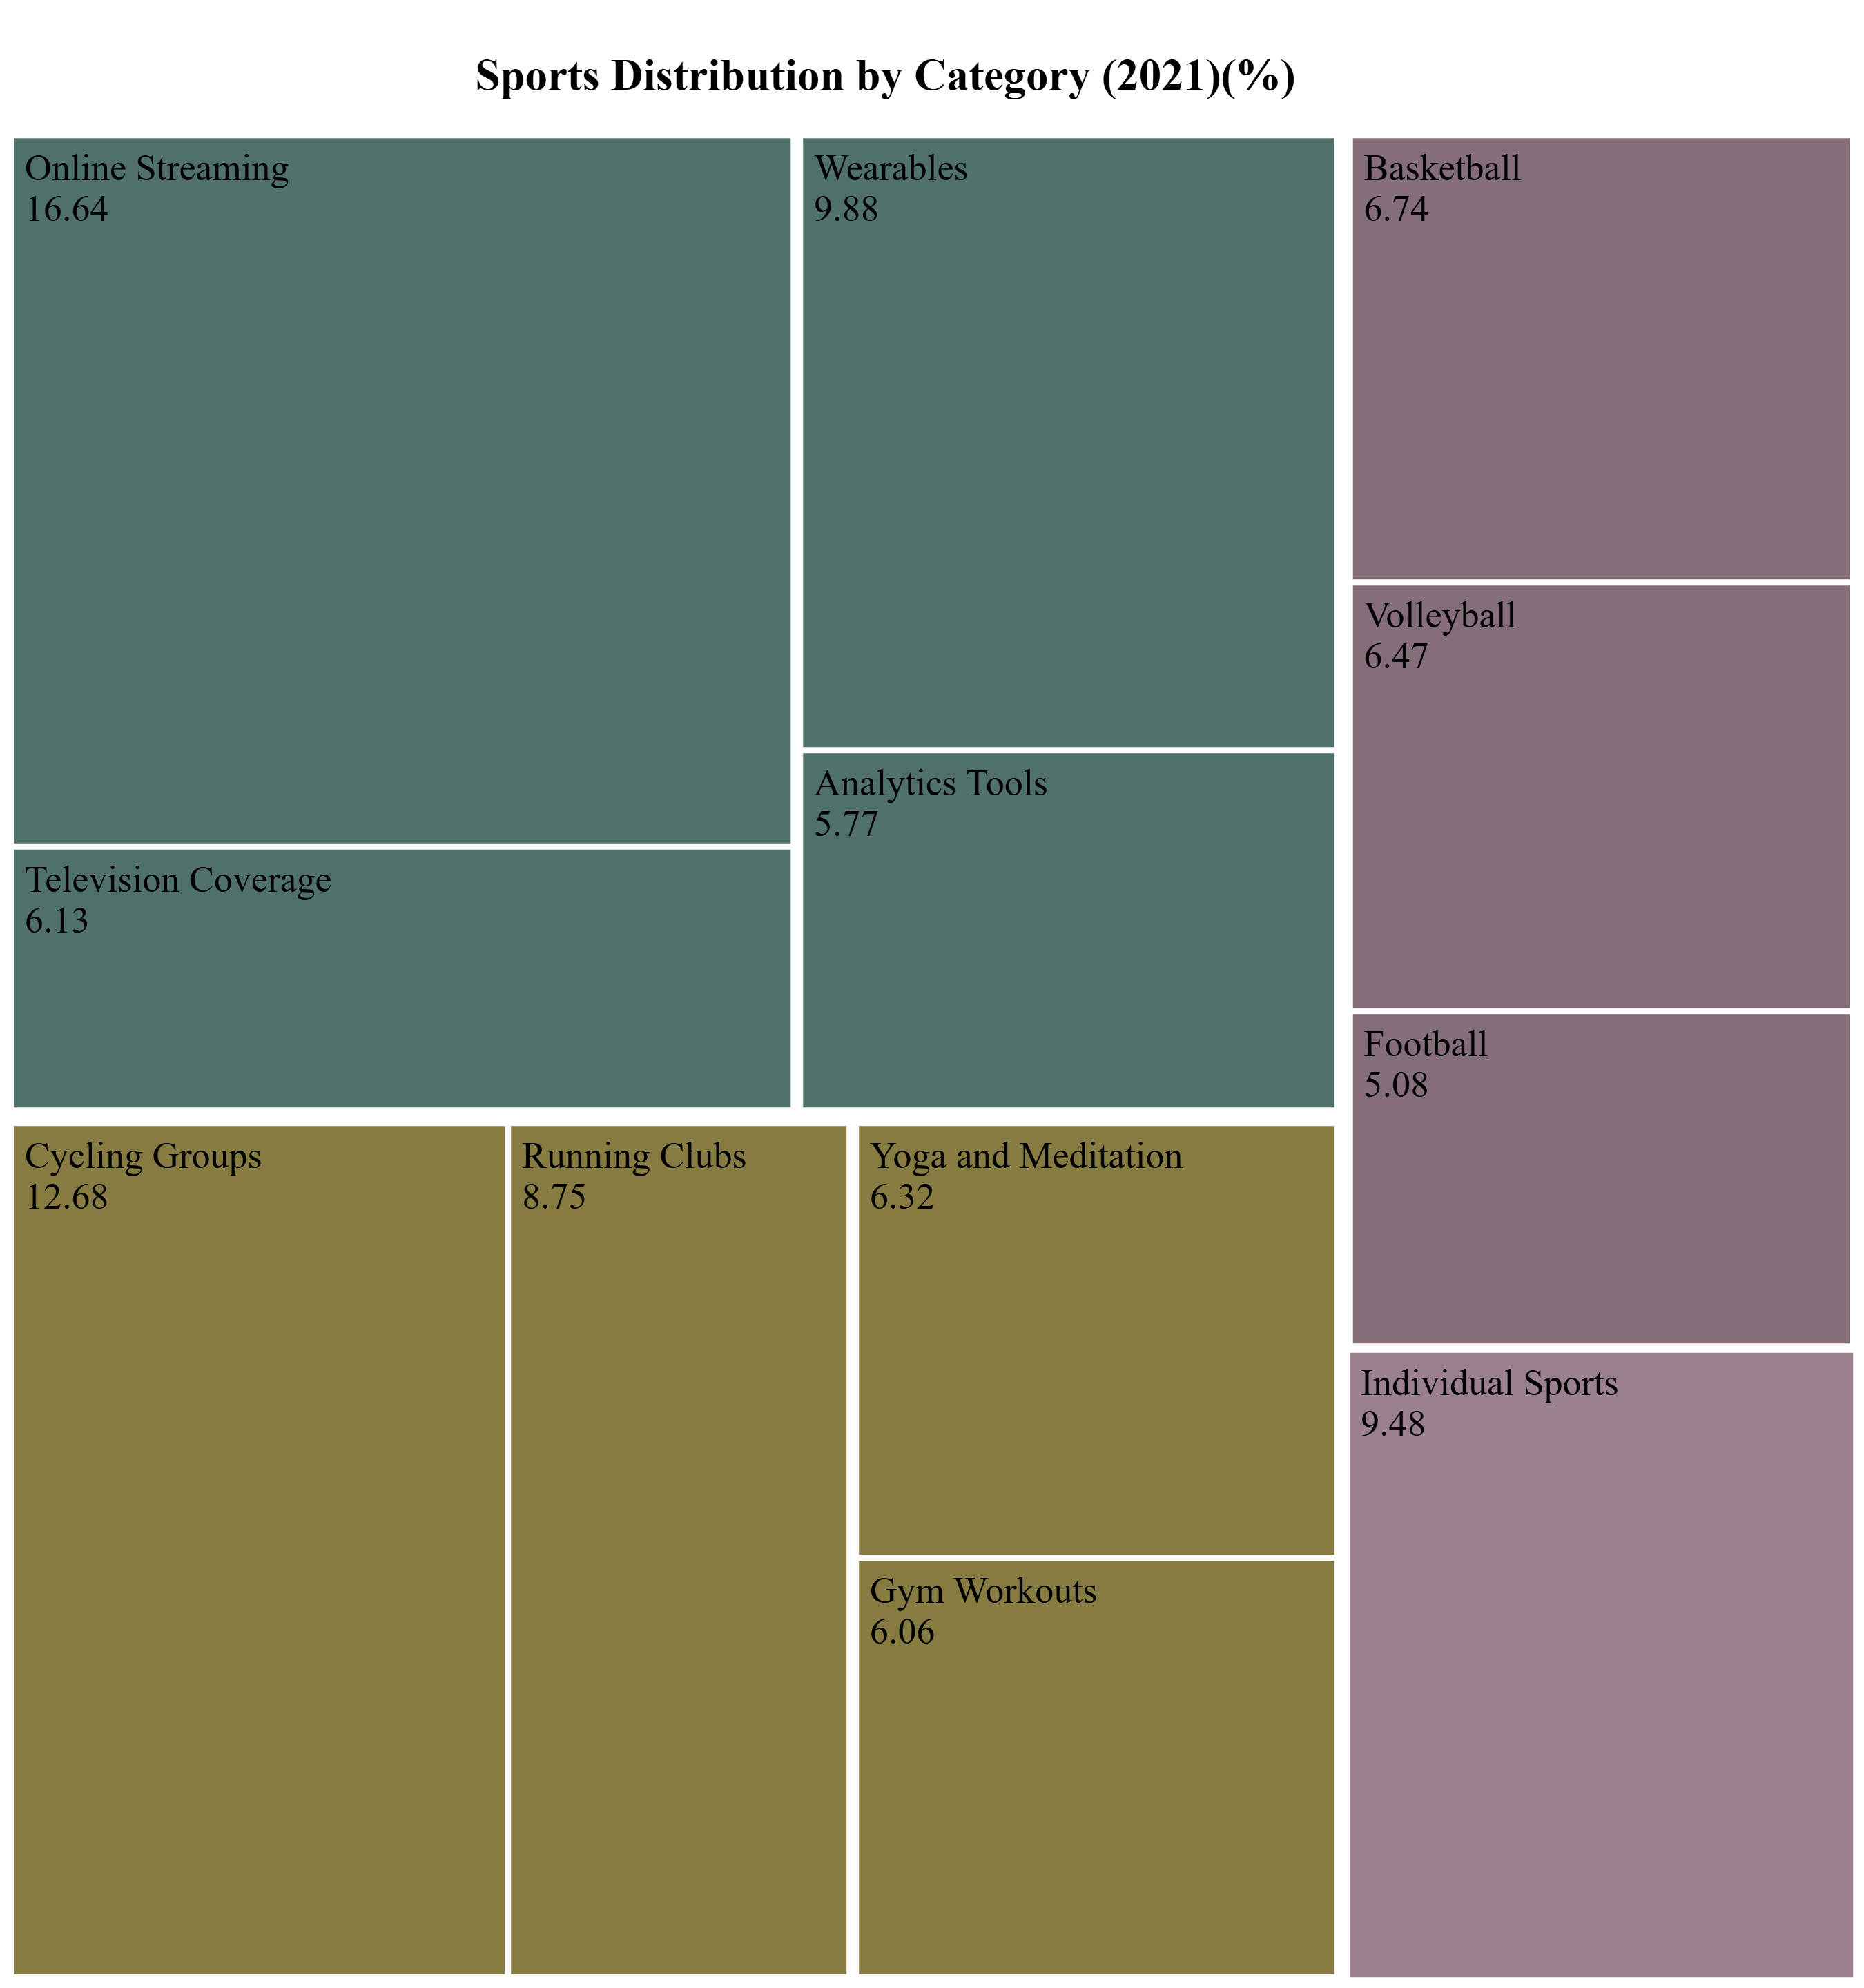 Sports Distribution by Category (2021)(%)
Online Streaming
16.64
Wearables
9.88
Basketball
6.74
Volleyball
6.47
Analytics Tools
5.77
Television Coverage
6.13
Football
5.08
Cycling Groups
12.68
Running Clubs
8.75
Yoga and Meditation
6.32
Individual Sports
9.48
Gym Workouts
6.06